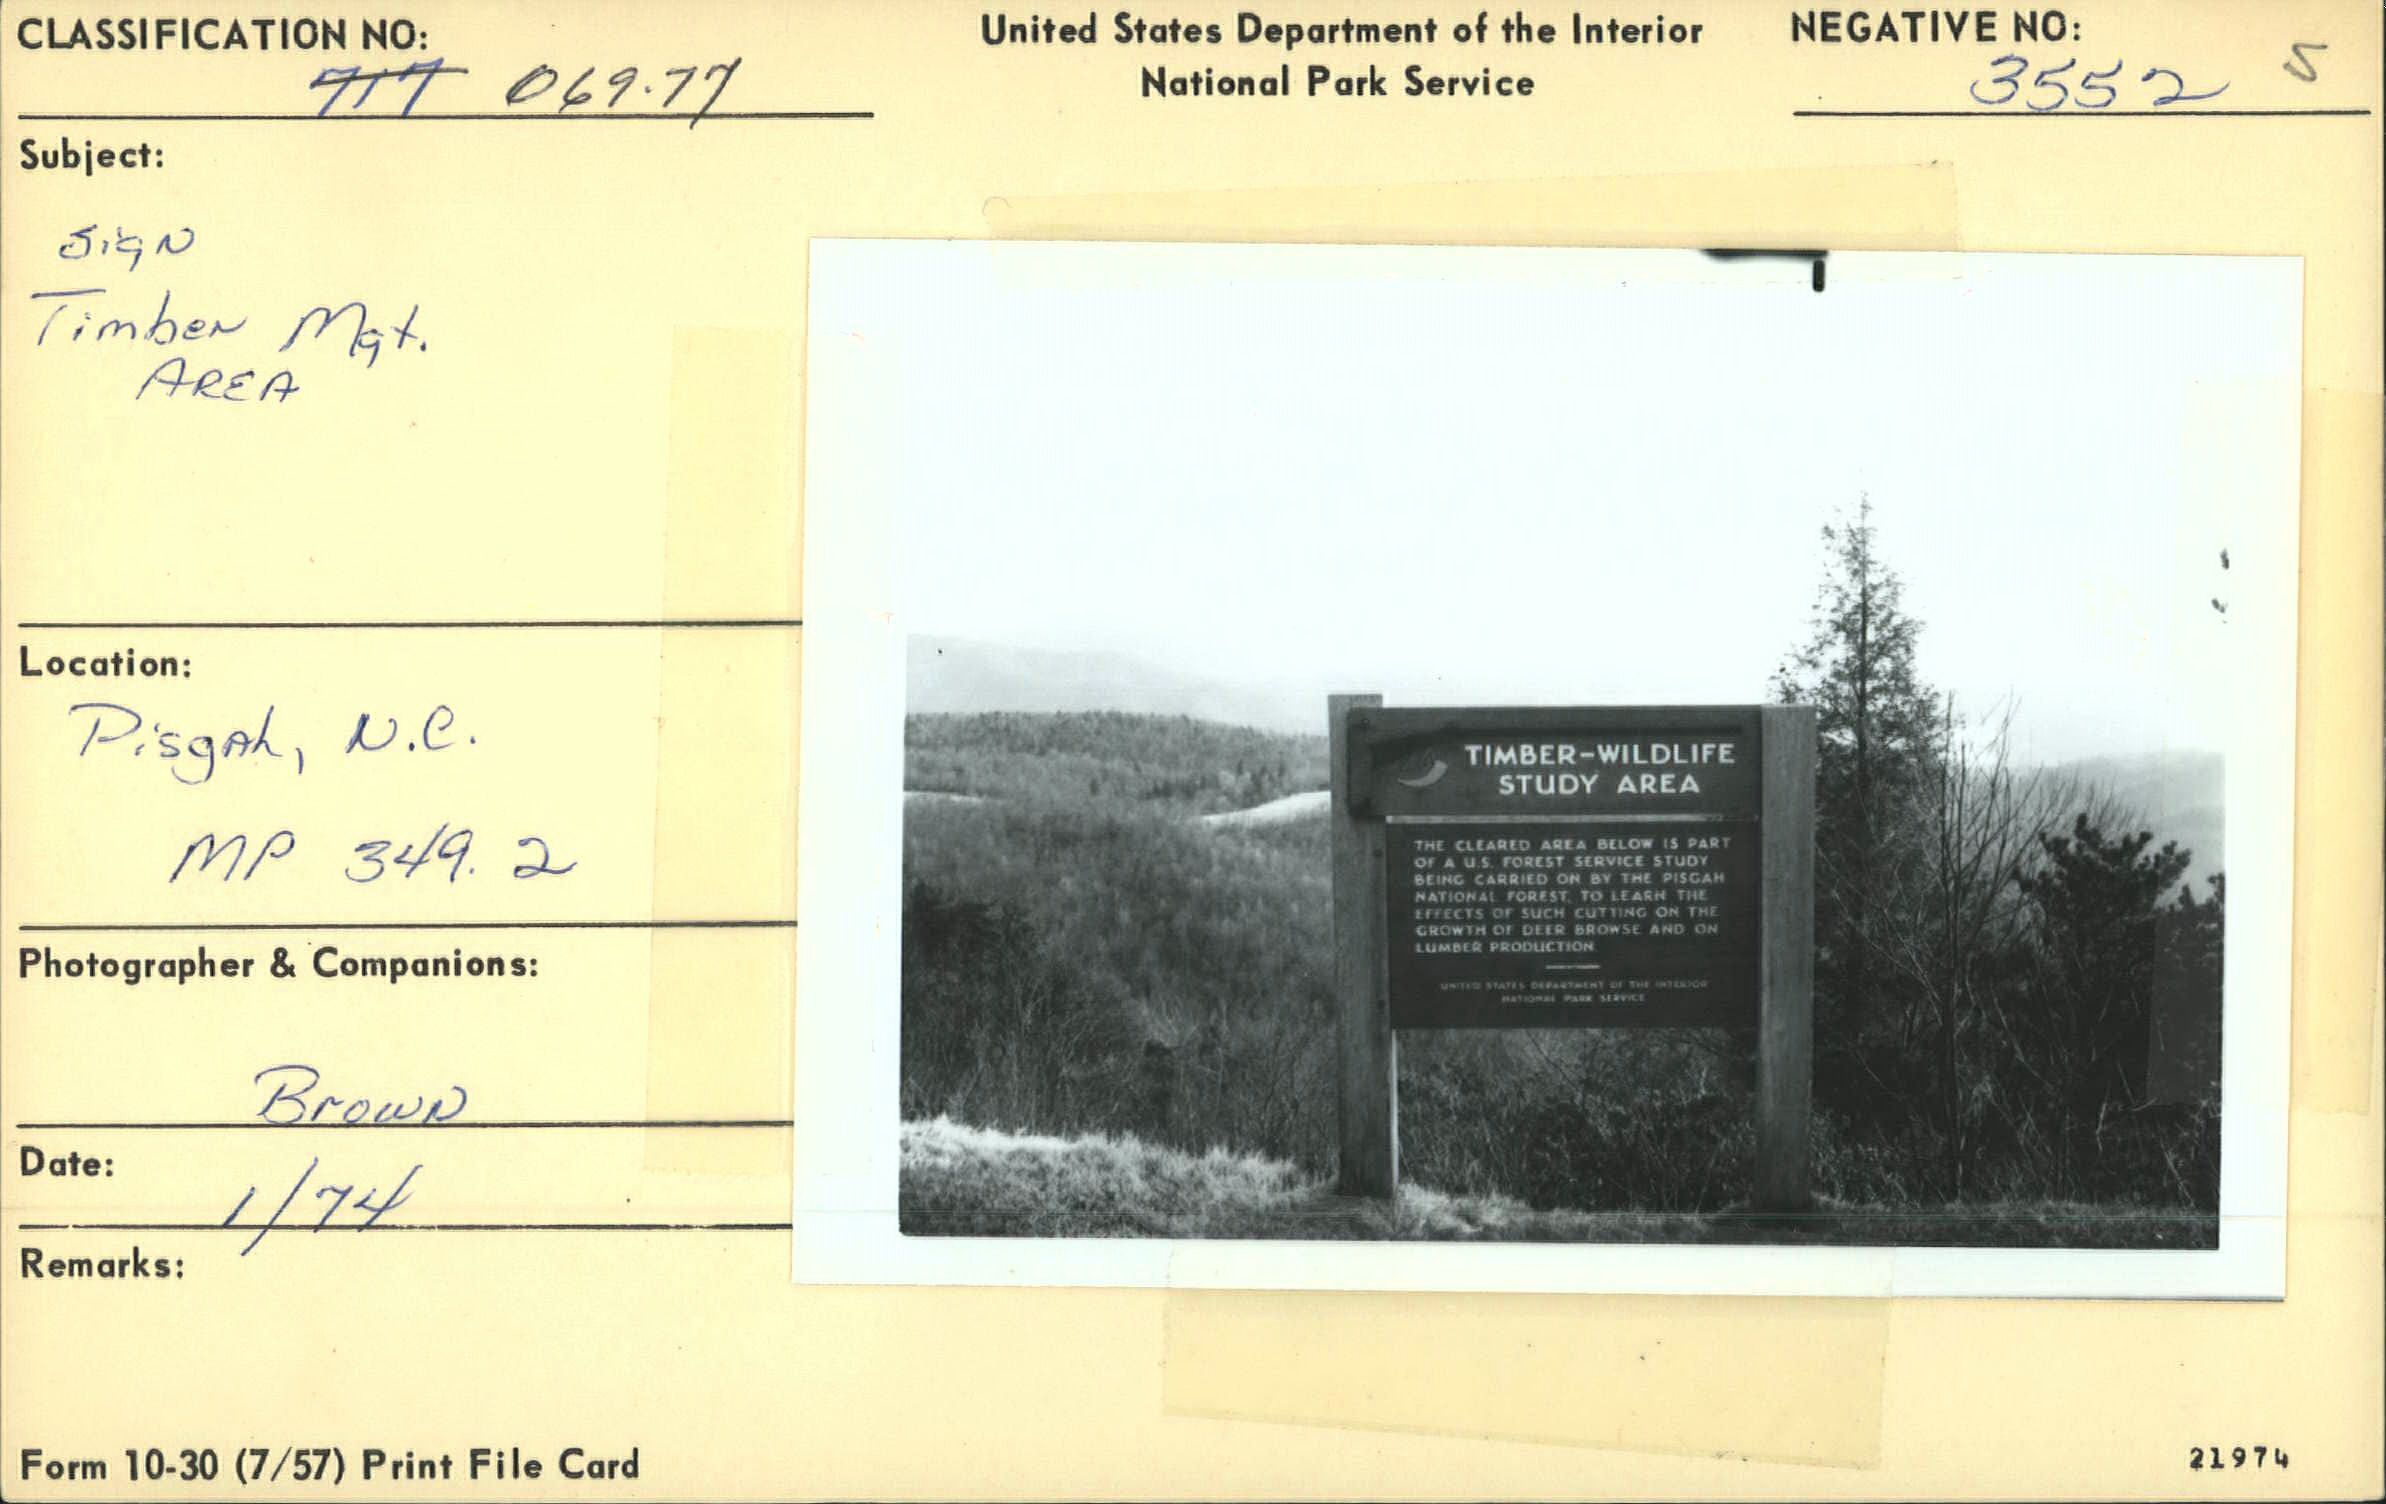 CLASSIFICATION NO:
717 069.77
United States Department of the Interior
National Park Service
NEGATIVE NO:
3552 5
Subject:
Sign
Timber Mgt.
AREA
Location:
Pisgah, N.C.
MP 349.2
Photographer & Companions:
Brown
Date:
1/74
Remarks:
TIMBER-WILDLIFE
STUDY AREA
THE CLEARED AREA BELOW IS PART
OF A U.S. FOREST SERVICE STUDY
BEING CARRIED ON BY THE PISGAH
NATIONAL FOREST, TO LEARN THE
EFFECTS OF SUCH CUTTING ON THE
GROWTH OF DEER BROWSE AND ON
LUMBER PRODUCTION
UNITED STATES DEPARTMENT OF THE INTERIOR
NATIONAL PARK SERVICE
Form 10-30 (7/57) Print File Card
21974